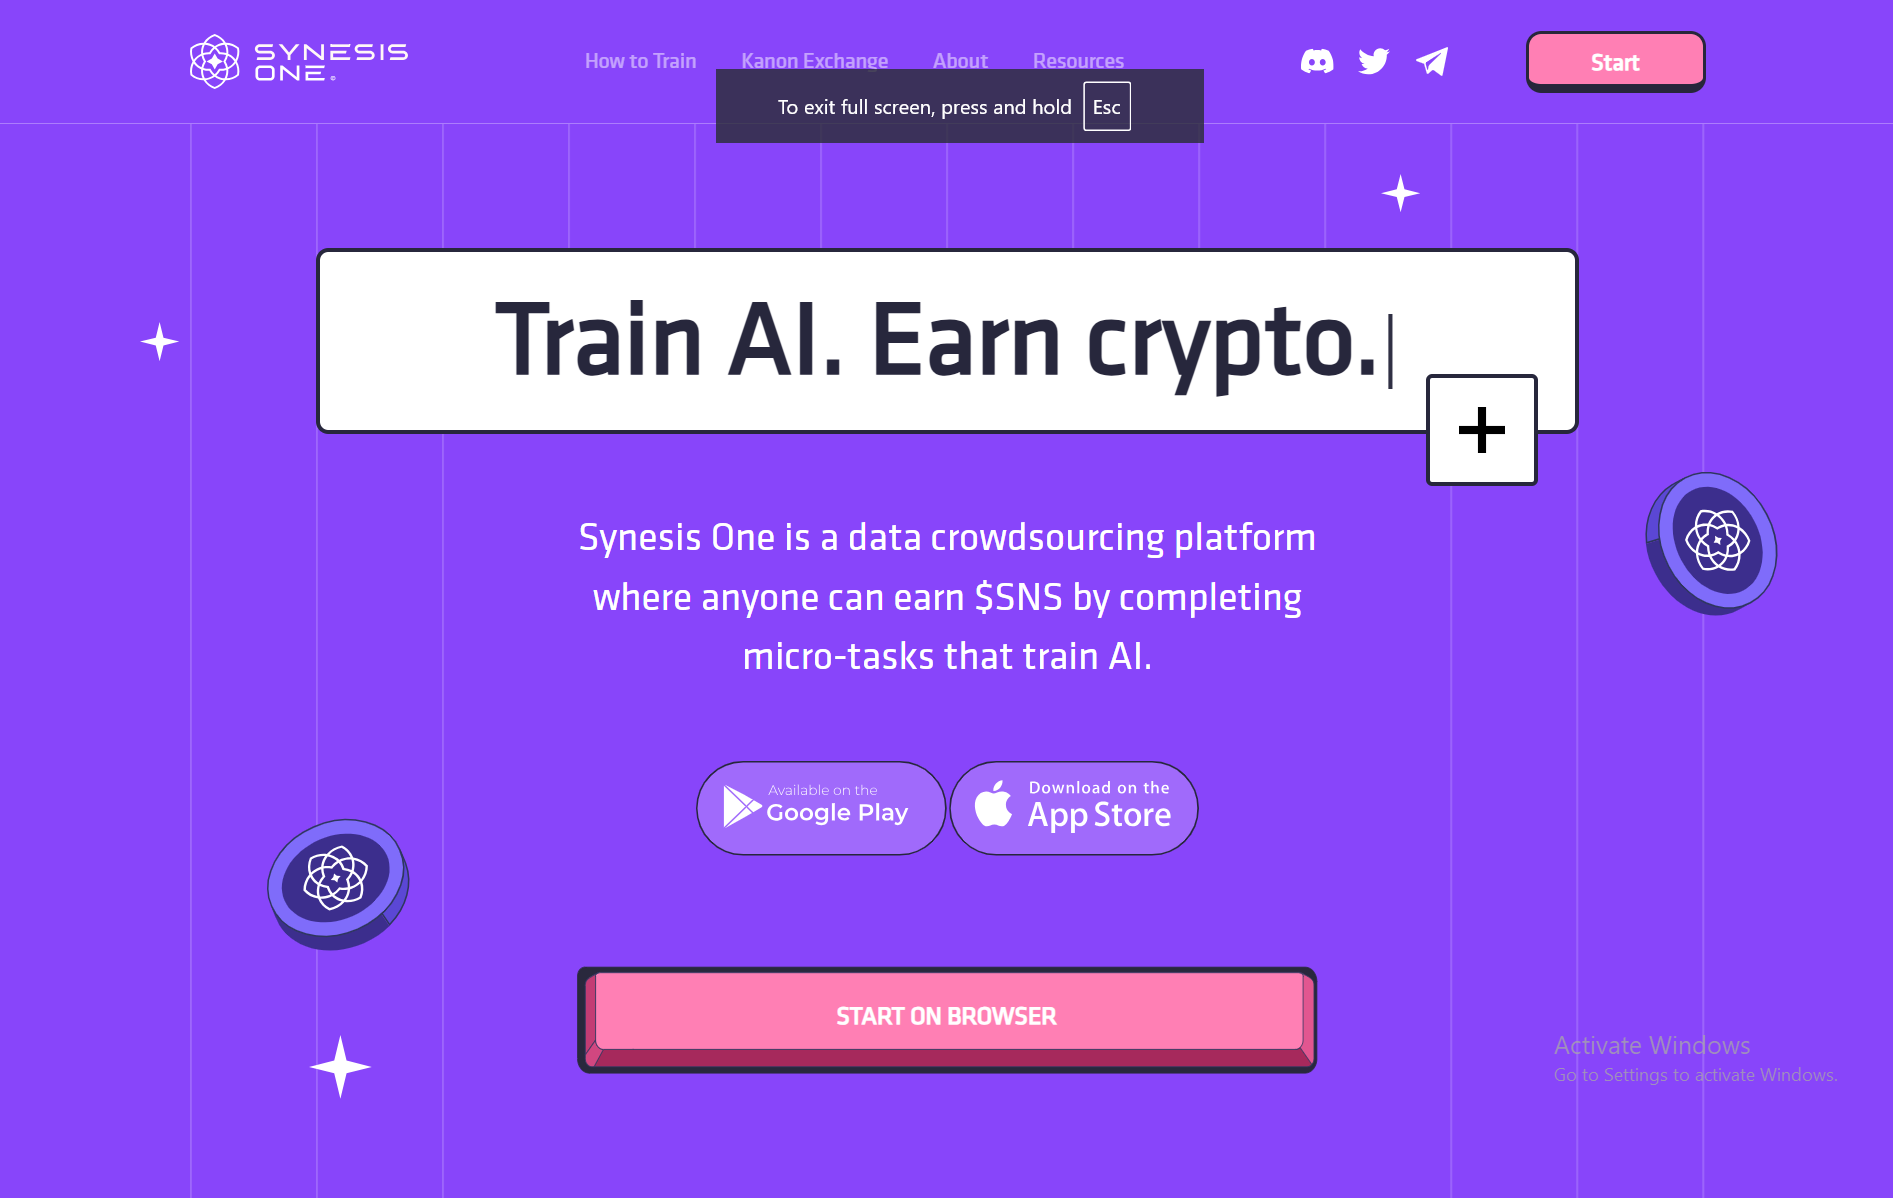 SYNESIS
ONE
How to Train
Kanon Exchange
About
Resources
Start
To exit full screen, press and hold Esc
Train AI. Earn crypto.
Synesis One is a data crowdsourcing platform
where anyone can earn $SNS by completing
micro-tasks that train AI.
Available on the
Google Play
Download on the
App Store
START ON BROWSER
Activate Windows
Go to Settings to activate Windows.